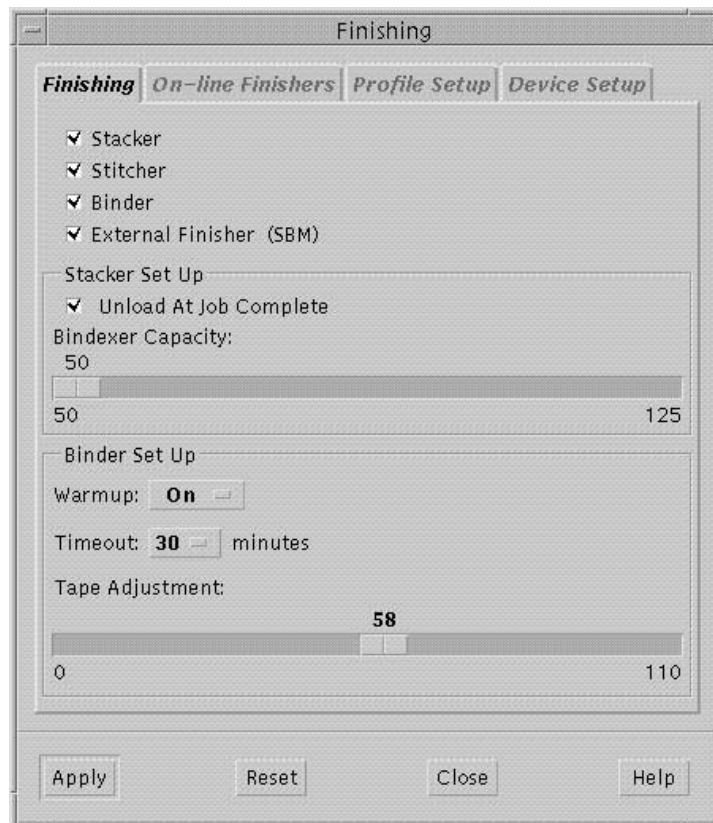 Finishing
Finishing On-line Finishers Profile Setup Device Setup
Stacker
Stitcher
Binder
External Finisher (SBM)
Stacker Set Up
Unload At Job Complete
Bindexer Capacity:
50
50 125
Binder Set Up
Warmup: On
Timeout: 30 minutes
Tape Adjustment:
58
0 110
Apply Reset Close Help